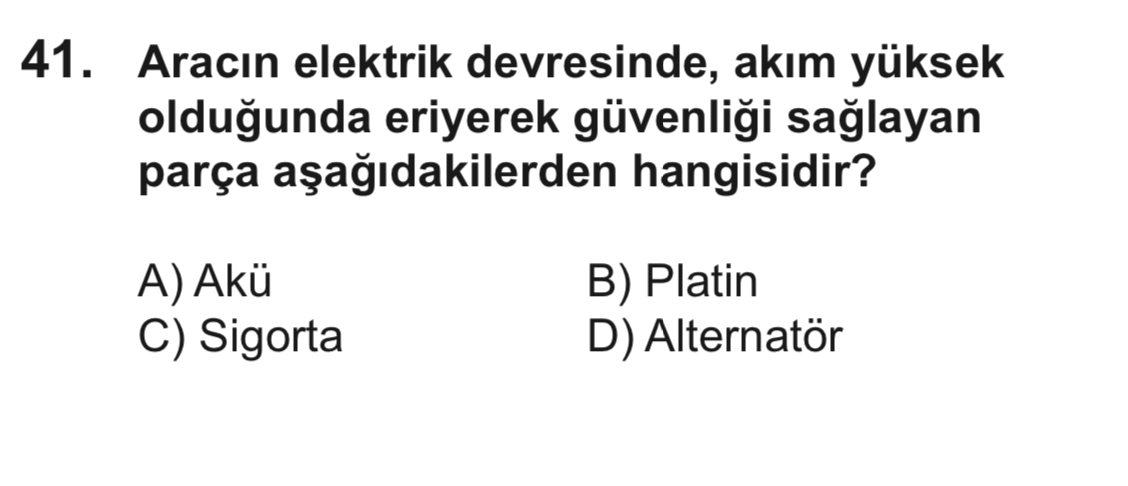 41. Aracın elektrik devresinde, akım yüksek
olduğunda eriyerek güvenliği sağlayan
parça aşağıdakilerden hangisidir?
A) Akü B) Platin
C) Sigorta D) Alternatör